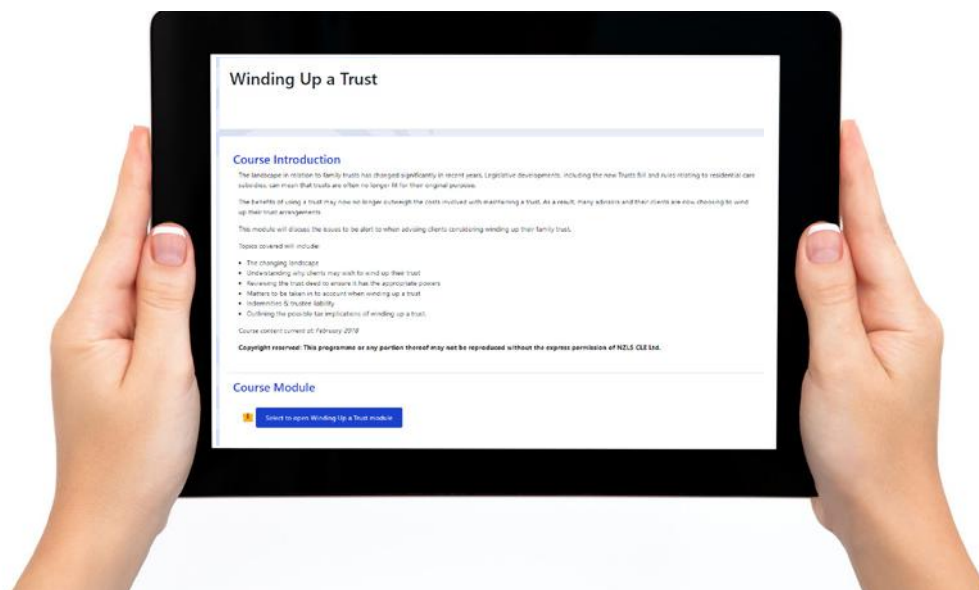 Winding Up a Trust
Course Introduction
The landscape in relation to family trusts has changed significantly in recent years. Legislative developments, including the new Trusts Bill and rules relating to residential care
subsidies, can mean that trusts are often no longer fit for their original purpose.
The benefits of using a trust may now no longer outweigh the costs involved with maintaining a trust. As a result, many advisors and their clients are now choosing to wind
up their trust arrangements.
This module will discuss the issues to be alert to when advising clients considering winding up their family trust.
Topics covered will include:
• The changing landscape
• Understanding why clients may wish to wind up their trust
• Reviewing the trust deed to ensure it has the appropriate powers
• Matters to be taken in to account when winding up a trust
• Indemnities & trustee liability
• Outlining the possible tax implications of winding up a trust.
Course content current at: February 2018
Copyright reserved: This programme or any portion thereof may not be reproduced without the express permission of NZLS CLE Ltd.
Course Module
Select to open Winding Up a Trust module